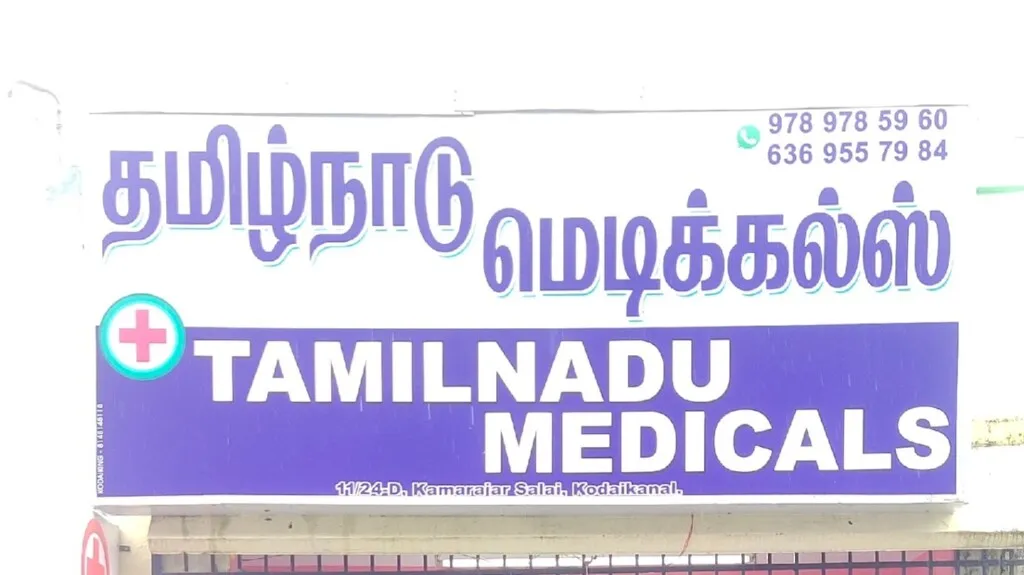 978 978 59 60
636 955 79 84
தமிழ்நாடு
மெடிக்கல்ஸ்
TAMILNADU
MEDICALS
11/24-D, Kamarajar Salai, Kodaikanal.